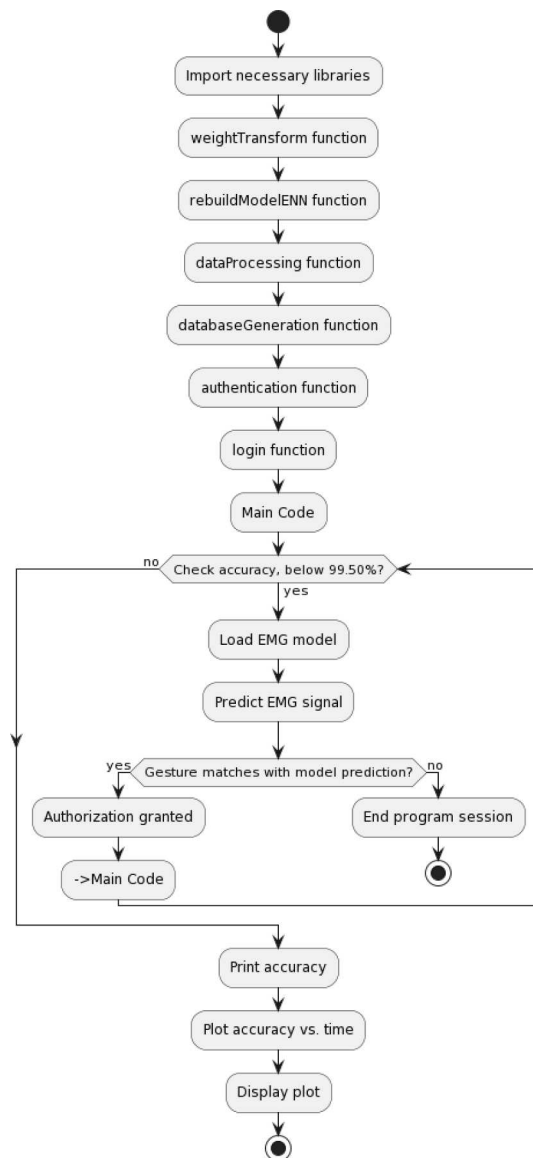 Import necessary libraries
weightTransform function
rebuildModelENN function
dataProcessing function
databaseGeneration function
authentication function
login function
Main Code
no
Check accuracy, below 99.50%?
yes
Load EMG model
Predict EMG signal
yes
Gesture matches with model prediction?
no
Authorization granted
End program session
->Main Code
Print accuracy
Plot accuracy vs. time
Display plot